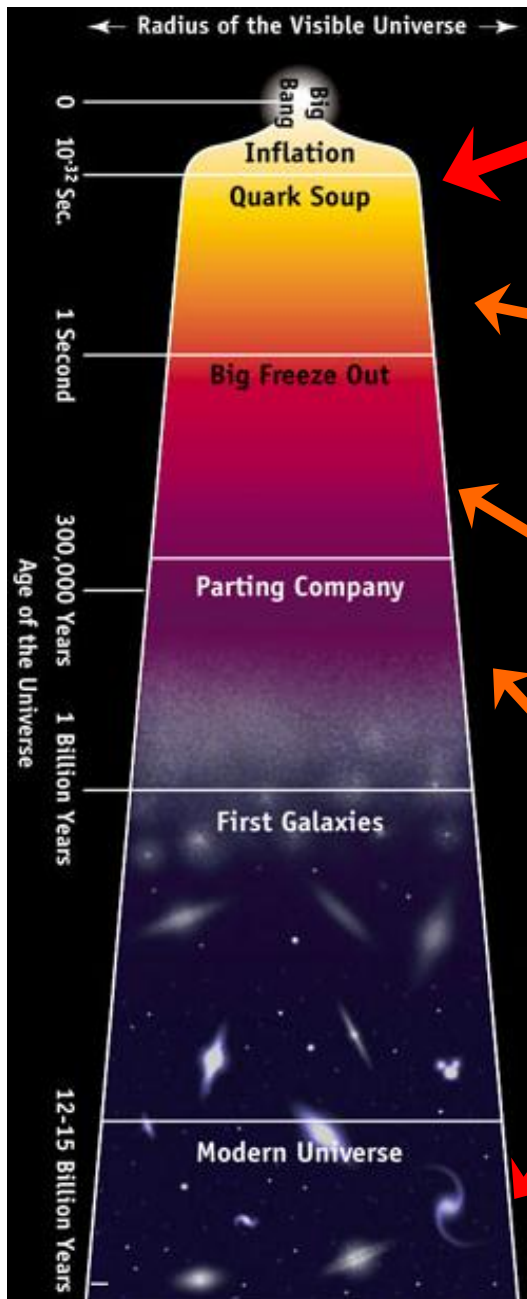 Radius of the Visible Universe
Big
Bang
0
Inflation
10-32 Sec.
Quark Soup
1 Second
Big Freeze Out
300,000 Years
Parting Company
Age of the Universe
1 Billion Years
First Galaxies
12-15 Billion Years
Modern Universe